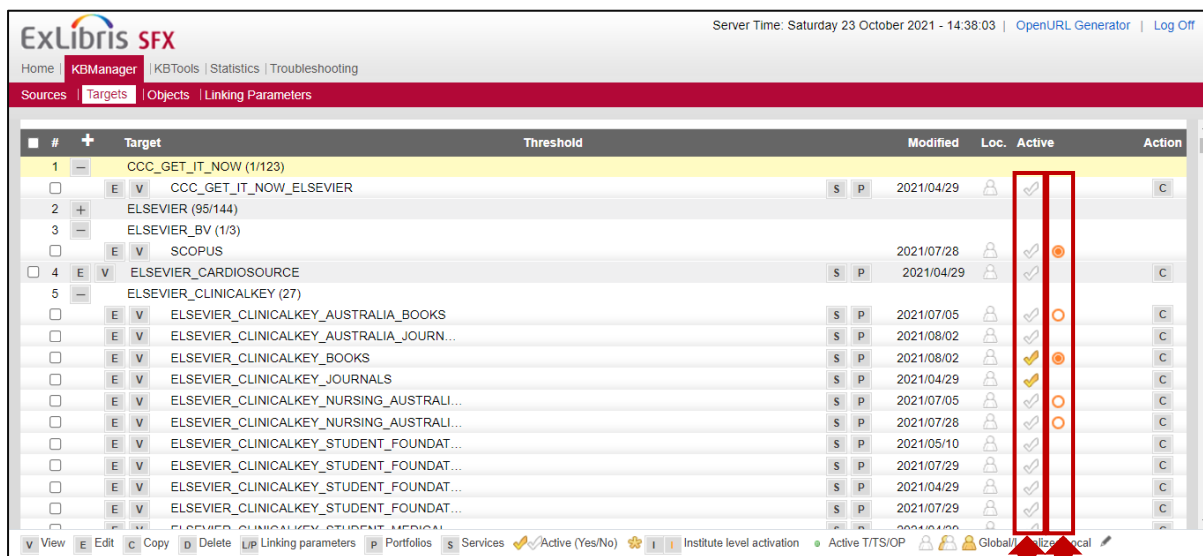 Server Time: Saturday 23 October 2021 - 14:38:03 | OpenURL Generator | Log Off
ExLibris SFX
Home | KBManager | KBTools | Statistics | Troubleshooting
Sources | Targets | Objects | Linking Parameters
# + Target Threshold Modified Loc. Active Action
1 − CCC_GET_IT_NOW (1/123)
E V CCC_GET_IT_NOW_ELSEVIER S P 2021/04/29 C
2 + ELSEVIER (95/144)
3 − ELSEVIER_BV (1/3)
E V SCOPUS 2021/07/28
4 E V ELSEVIER_CARDIOSOURCE S P 2021/04/29 C
5 − ELSEVIER_CLINICALKEY (27)
E V ELSEVIER_CLINICALKEY_AUSTRALIA_BOOKS S P 2021/07/05 C
E V ELSEVIER_CLINICALKEY_AUSTRALIA_JOURN... S P 2021/08/02 C
E V ELSEVIER_CLINICALKEY_BOOKS S P 2021/08/02 C
E V ELSEVIER_CLINICALKEY_JOURNALS S P 2021/04/29 C
E V ELSEVIER_CLINICALKEY_NURSING_AUSTRALI... S P 2021/07/05 C
E V ELSEVIER_CLINICALKEY_NURSING_AUSTRALI... S P 2021/07/28 C
E V ELSEVIER_CLINICALKEY_STUDENT_FOUNDAT... S P 2021/05/10 C
E V ELSEVIER_CLINICALKEY_STUDENT_FOUNDAT... S P 2021/07/29 C
E V ELSEVIER_CLINICALKEY_STUDENT_FOUNDAT... S P 2021/04/29 C
E V ELSEVIER_CLINICALKEY_STUDENT_FOUNDAT... S P 2021/07/29 C
V View E Edit C Copy D Delete L/P Linking parameters P Portfolios S Services Active (Yes/No) I I Institute level activation Active T/TS/OP